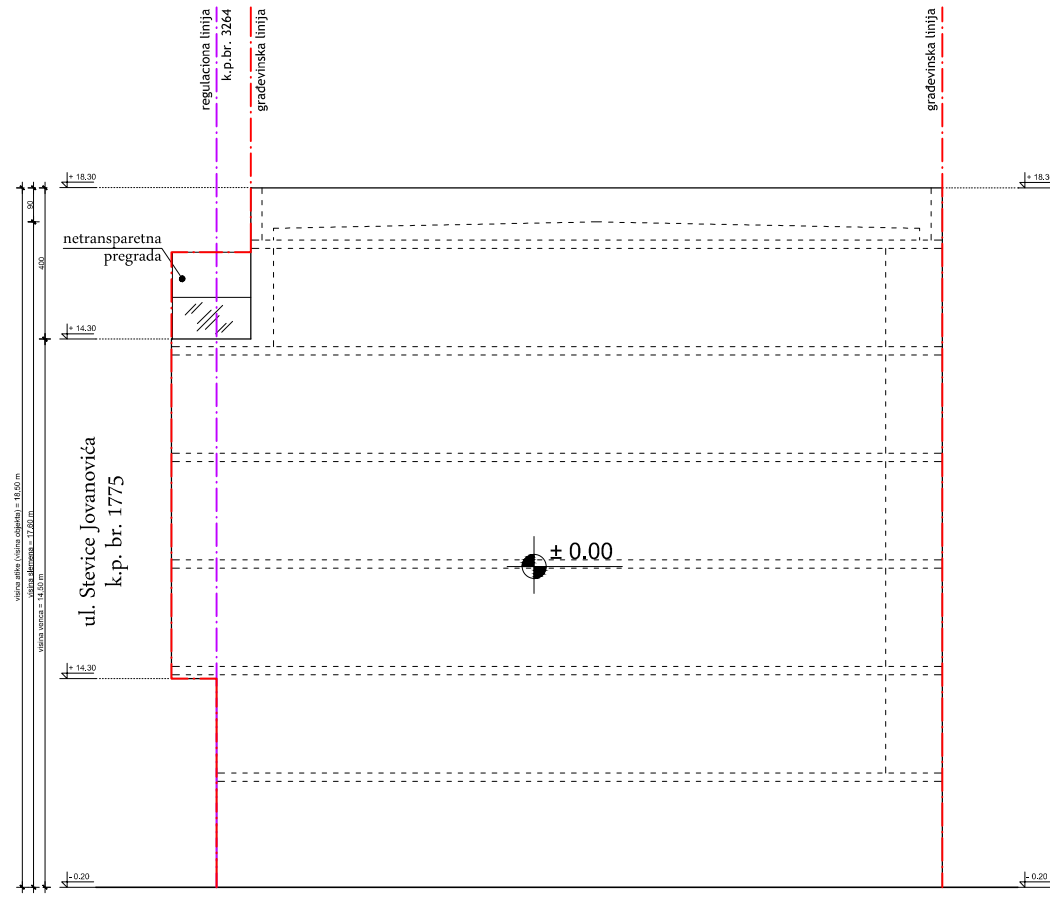 regulaciona linija
k.p.br. 3264
građevinska linija
građevinska linija
+ 18.30
+ 18.3
90
netransparetna
pregrada
400
+ 14.30
ul. Stevice Jovanovića
k.p. br. 1775
± 0.00
visina atike (visina objekta) = 18,50 m
visina slemena = 17,60 m
visina venca = 14,50 m
+ 14.30
- 0.20
- 0.20